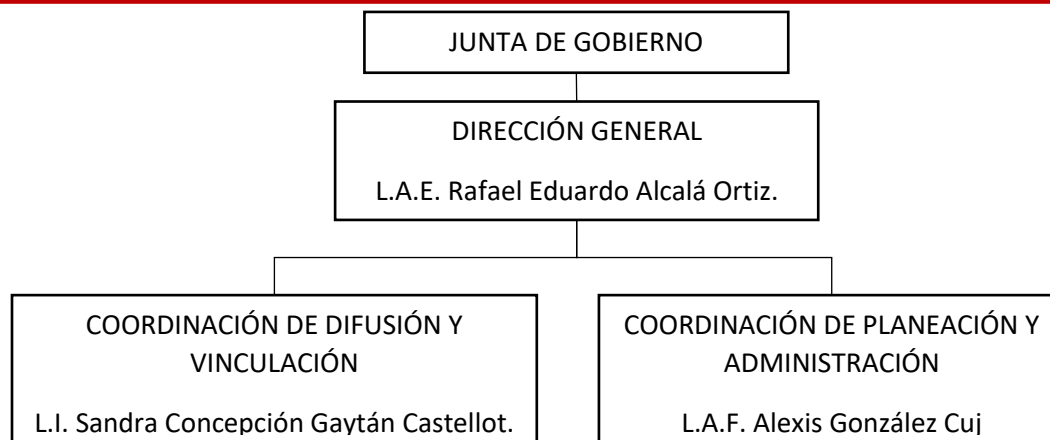 JUNTA DE GOBIERNO
DIRECCIÓN GENERAL
L.A.E. Rafael Eduardo Alcalá Ortiz.
COORDINACIÓN DE DIFUSIÓN Y
VINCULACIÓN
L.I. Sandra Concepción Gaytán Castellot.
COORDINACIÓN DE PLANEACIÓN Y
ADMINISTRACIÓN
L.A.F. Alexis González Cuj